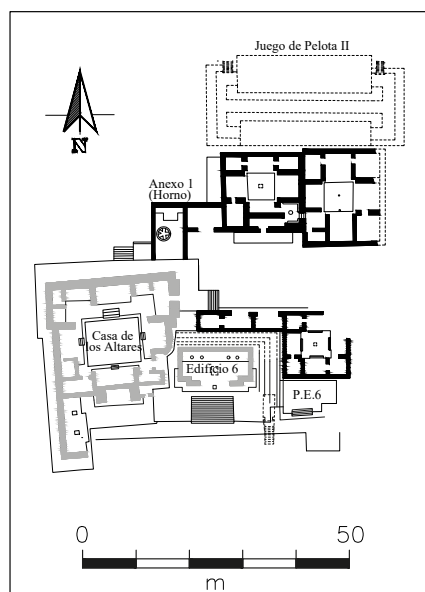 Juego de Pelota II
N
Anexo 1
(Horno)
Casa de
los Altares
Edificio 6
P.E.6
0 50
m